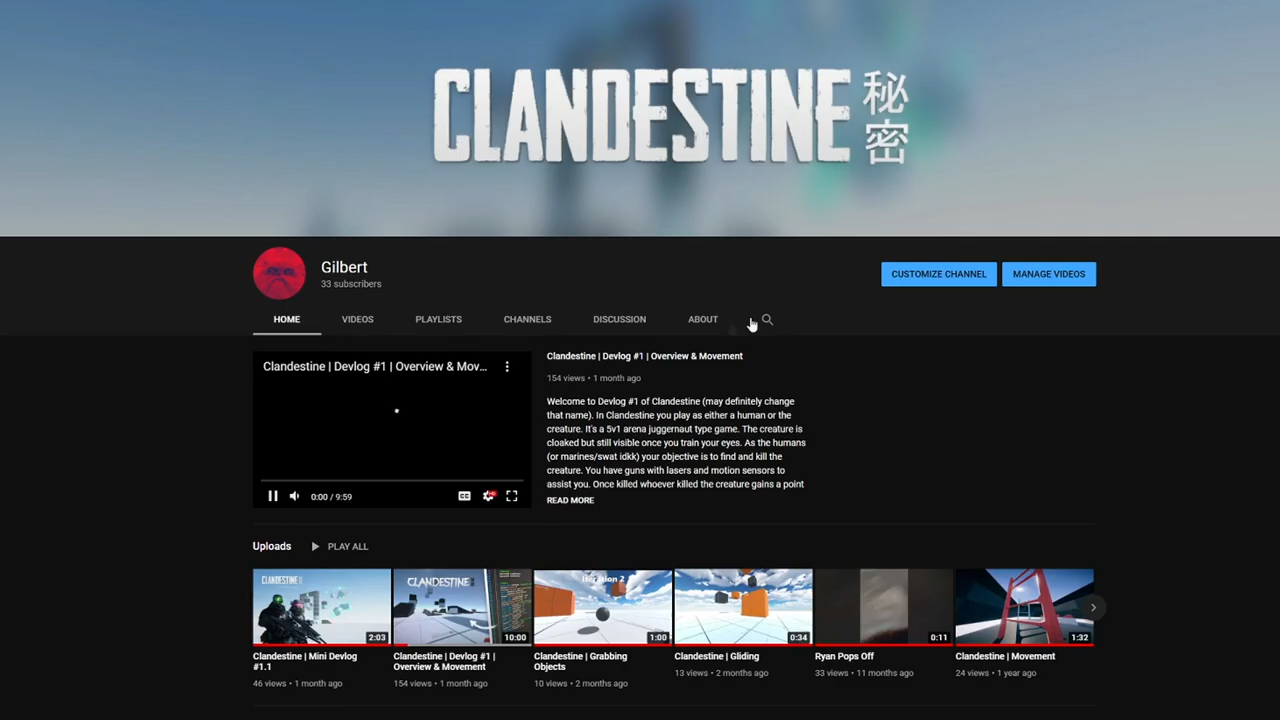 CLANDESTINE 秘密
Gilbert
33 subscribers
CUSTOMIZE CHANNEL
MANAGE VIDEOS
HOME
VIDEOS
PLAYLISTS
CHANNELS
DISCUSSION
ABOUT
Clandestine | Devlog #1 | Overview & Mov...
0:00 / 9:59
Clandestine | Devlog #1 | Overview & Movement
154 views • 1 month ago
Welcome to Devlog #1 of Clandestine (may definitely change
that name). In Clandestine you play as either a human or the
creature. It's a 5v1 arena juggernaut type game. The creature is
cloaked but still visible once you train your eyes. As the humans
(or marines/swat idkk) your objective is to find and kill the
creature. You have guns with lasers and motion sensors to
assist you. Once killed whoever killed the creature gains a point
READ MORE
Uploads
PLAY ALL
CLANDESTINE
2:03
Clandestine | Mini Devlog
#1.1
46 views • 1 month ago
CLANDESTINE
10:00
Clandestine | Devlog #1 |
Overview & Movement
154 views • 1 month ago
Iteration 2
1:00
Clandestine | Grabbing
Objects
10 views • 2 months ago
0:34
Clandestine | Gliding
13 views • 2 months ago
0:11
Ryan Pops Off
33 views • 11 months ago
1:32
Clandestine | Movement
24 views • 1 year ago